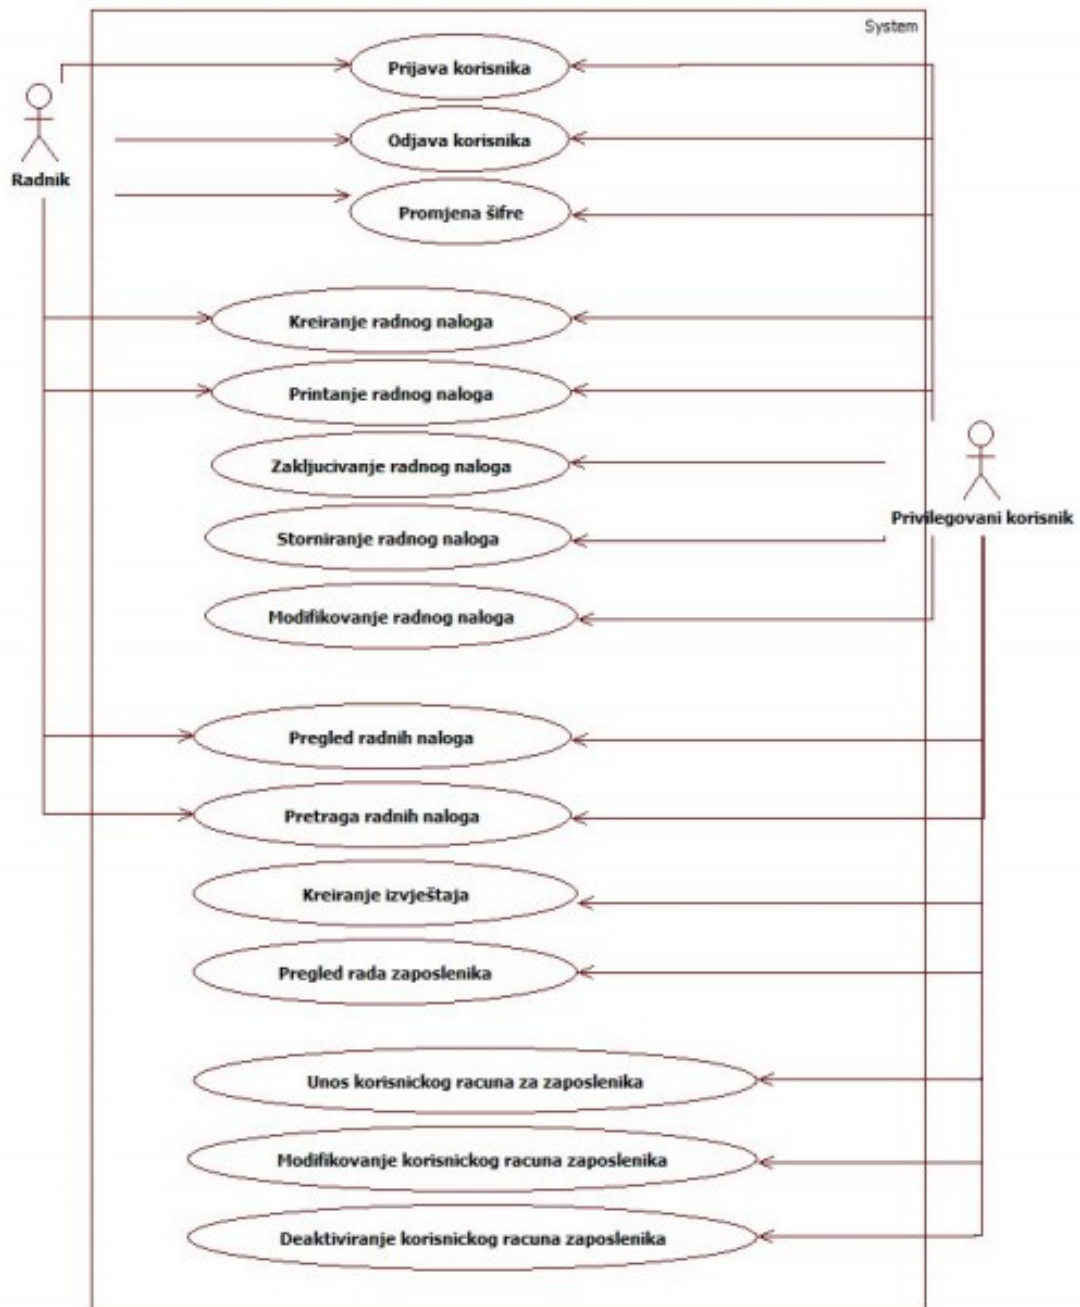 System
Prijava korisnika
Odjava korisnika
Radnik
Promjena šifre
Kreiranje radnog naloga
Printanje radnog naloga
Zakljucivanje radnog naloga
Privilegovani korisnik
Storniranje radnog naloga
Modifikovanje radnog naloga
Pregled radnih naloga
Pretraga radnih naloga
Kreiranje izvještaja
Pregled rada zaposlenika
Unos korisnickog racuna za zaposlenika
Modifikovanje korisnickog racuna zaposlenika
Deaktiviranje korisnickog racuna zaposlenika